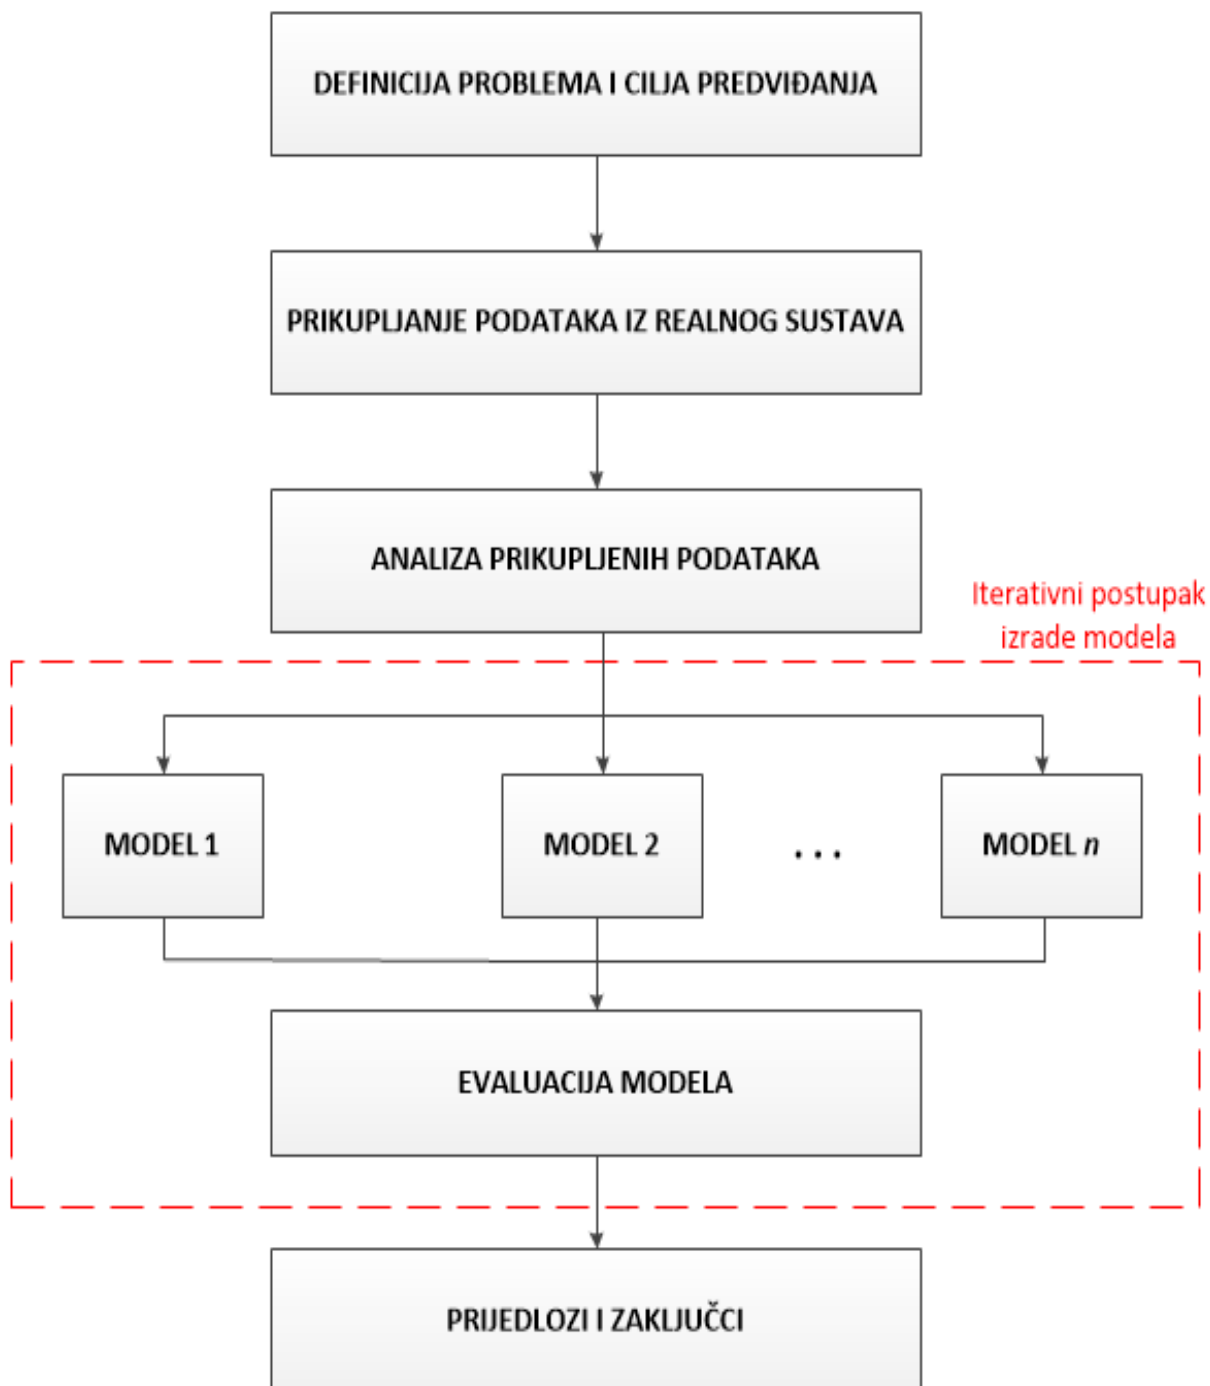 DEFINICIJA PROBLEMA I CILJA PREDVIĐANJA
PRIKUPLJANJE PODATAKA IZ REALNOG SUSTAVA
ANALIZA PRIKUPLJENIH PODATAKA
Iterativni postupak
izrade modela
MODEL 1
MODEL 2
...
MODEL n
EVALUACIJA MODELA
PRIJEDLOZI I ZAKLJUČCI